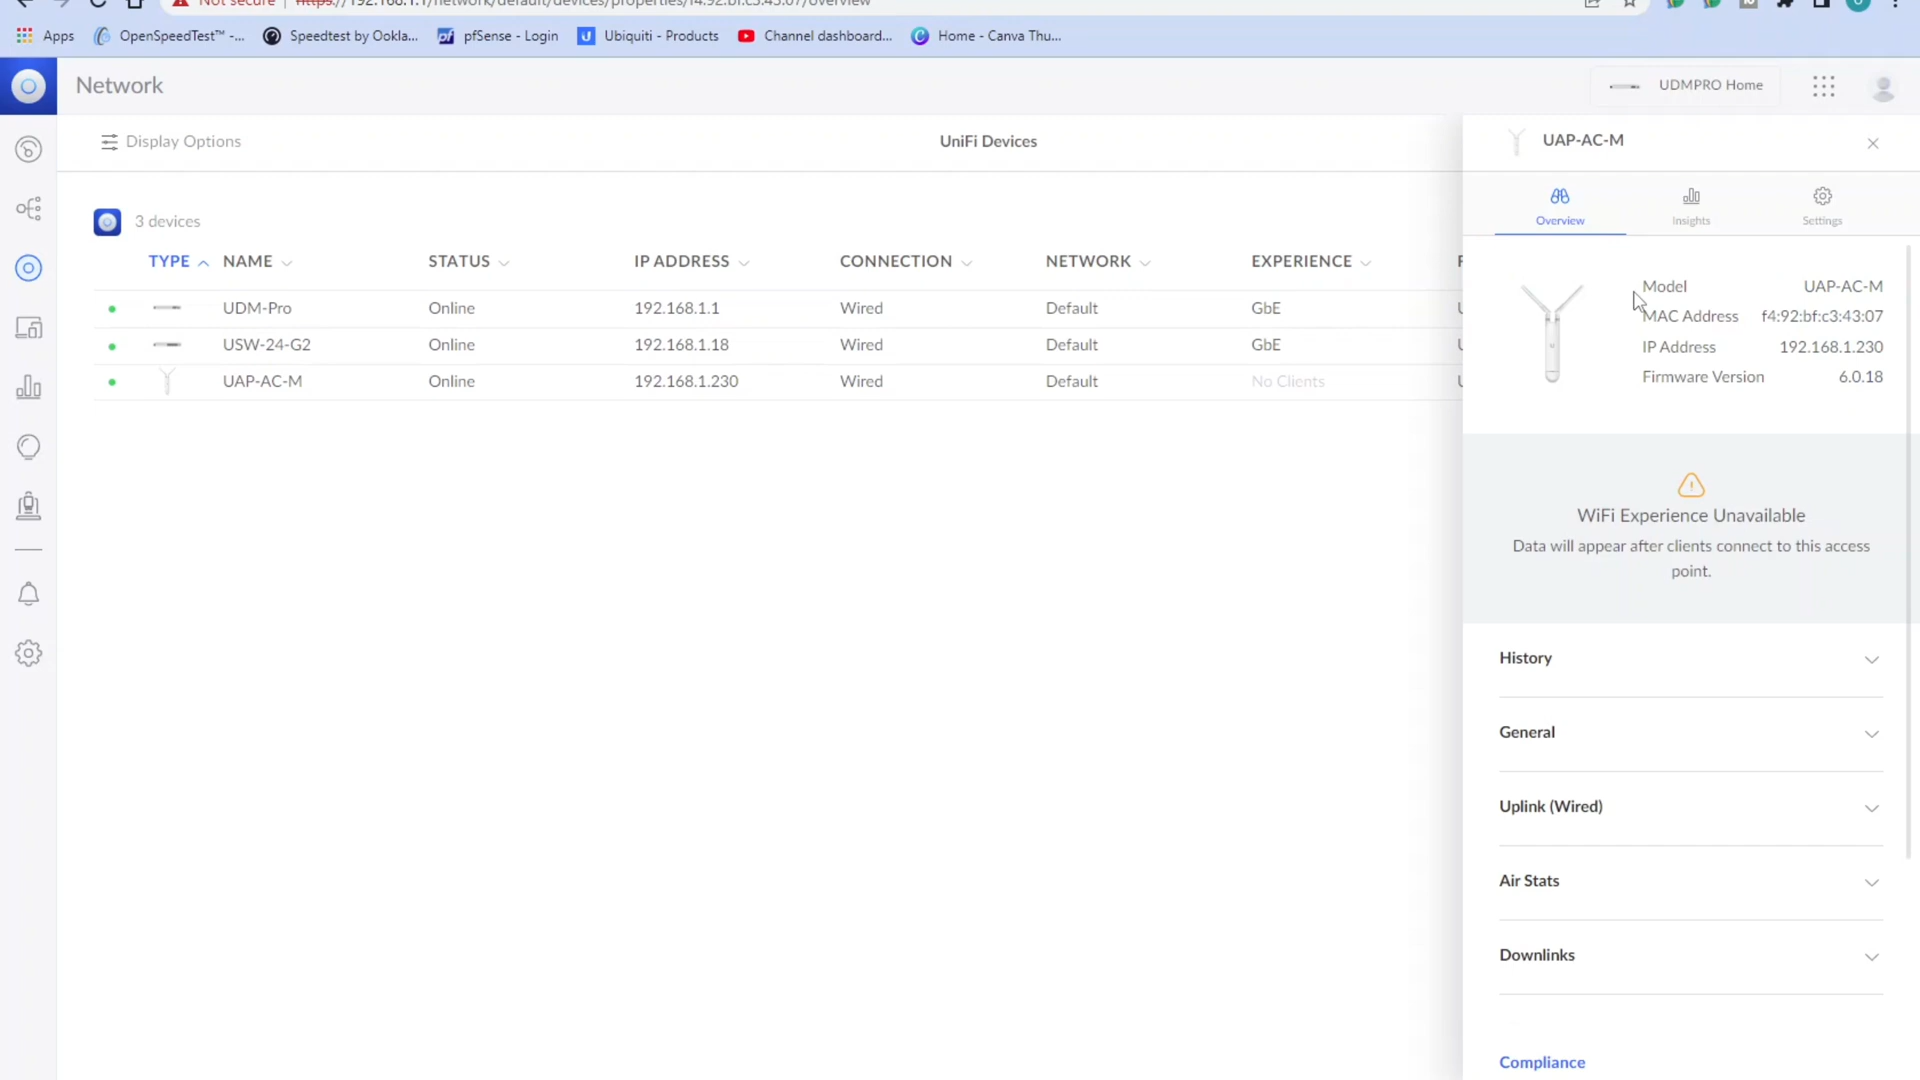 Not secure | https://192.168.1.1/network/default/devices/properties/f4:92:bf:c3:43:07/overview
Apps OpenSpeedTest™ -... Speedtest by Ookla... pfSense - Login Ubiquiti - Products Channel dashboard... Home - Canva Thu...
Network
UDMPRO Home
Display Options
UniFi Devices
3 devices
TYPE NAME STATUS IP ADDRESS CONNECTION NETWORK EXPERIENCE
UDM-Pro Online 192.168.1.1 Wired Default GbE
USW-24-G2 Online 192.168.1.18 Wired Default GbE
UAP-AC-M Online 192.168.1.230 Wired Default No Clients
UAP-AC-M
Overview Insights Settings
Model UAP-AC-M
MAC Address f4:92:bf:c3:43:07
IP Address 192.168.1.230
Firmware Version 6.0.18
WiFi Experience Unavailable
Data will appear after clients connect to this access
point.
History
General
Uplink (Wired)
Air Stats
Downlinks
Compliance